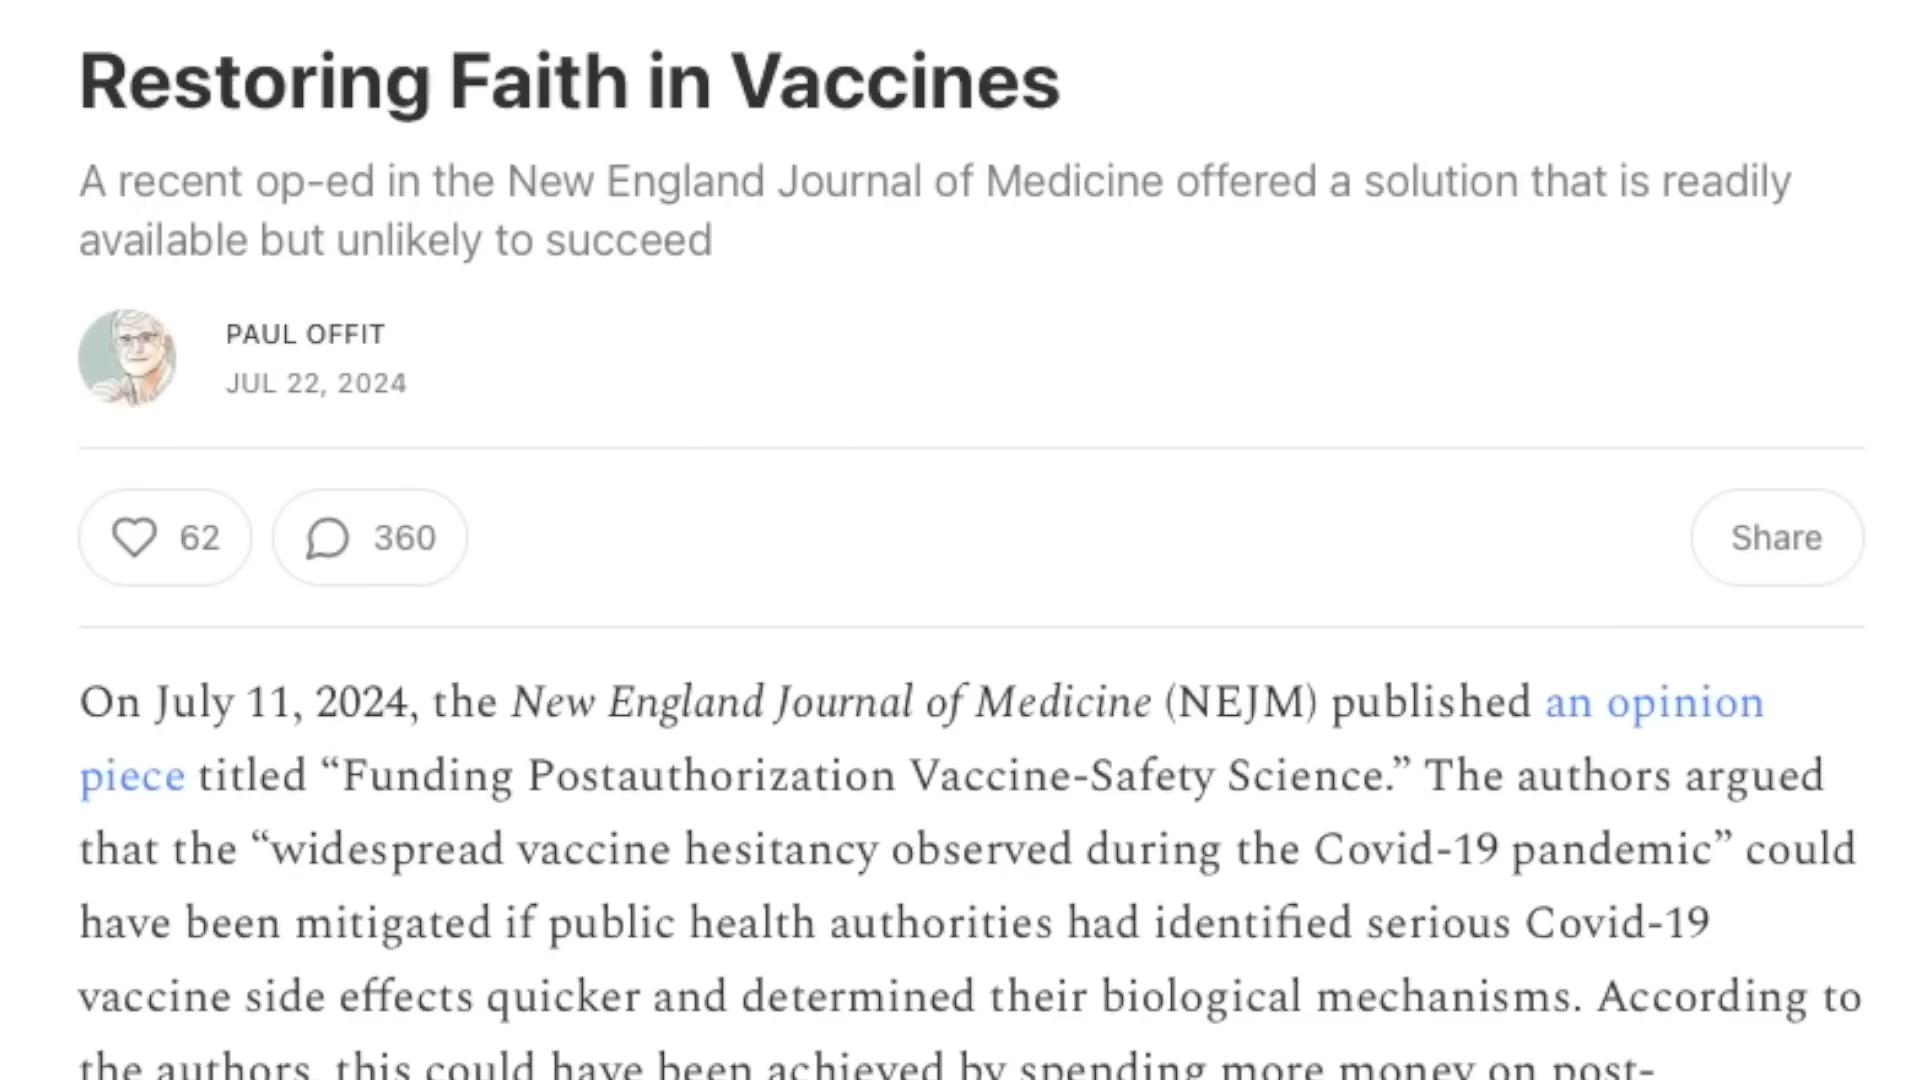 Restoring Faith in Vaccines
A recent op-ed in the New England Journal of Medicine offered a solution that is readily
available but unlikely to succeed
PAUL OFFIT
JUL 22, 2024
62
360
Share
On July 11, 2024, the New England Journal of Medicine (NEJM) published an opinion
piece titled “Funding Postauthorization Vaccine-Safety Science.” The authors argued
that the “widespread vaccine hesitancy observed during the Covid-19 pandemic” could
have been mitigated if public health authorities had identified serious Covid-19
vaccine side effects quicker and determined their biological mechanisms. According to
the authors, this could have been achieved by spending more money on post-